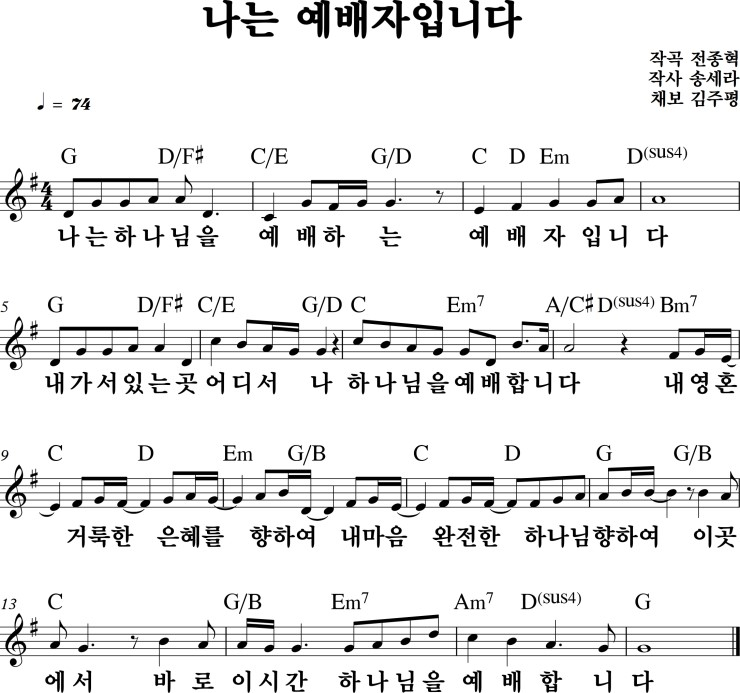 나는 예배자입니다
작곡 전종혁
작사 송세라
♩ = 74
채보 김주평
G D/F# C/E G/D C D Em D(sus4)
4/4
나는하나님을 예 배하 는 예 배 자 입니 다
5 G D/F# C/E G/D C Em7 A/C# D(sus4) Bm7
내가서있는곳 어디서 나 하나님을예배합니다 내영혼
9 C D Em G/B C D G G/B
거룩한 은혜를 향하여 내마음 완전한 하나님향하여 이곳
13 C G/B Em7 Am7 D(sus4) G
에서 바로 이시간 하나님을 예 배합 니 다